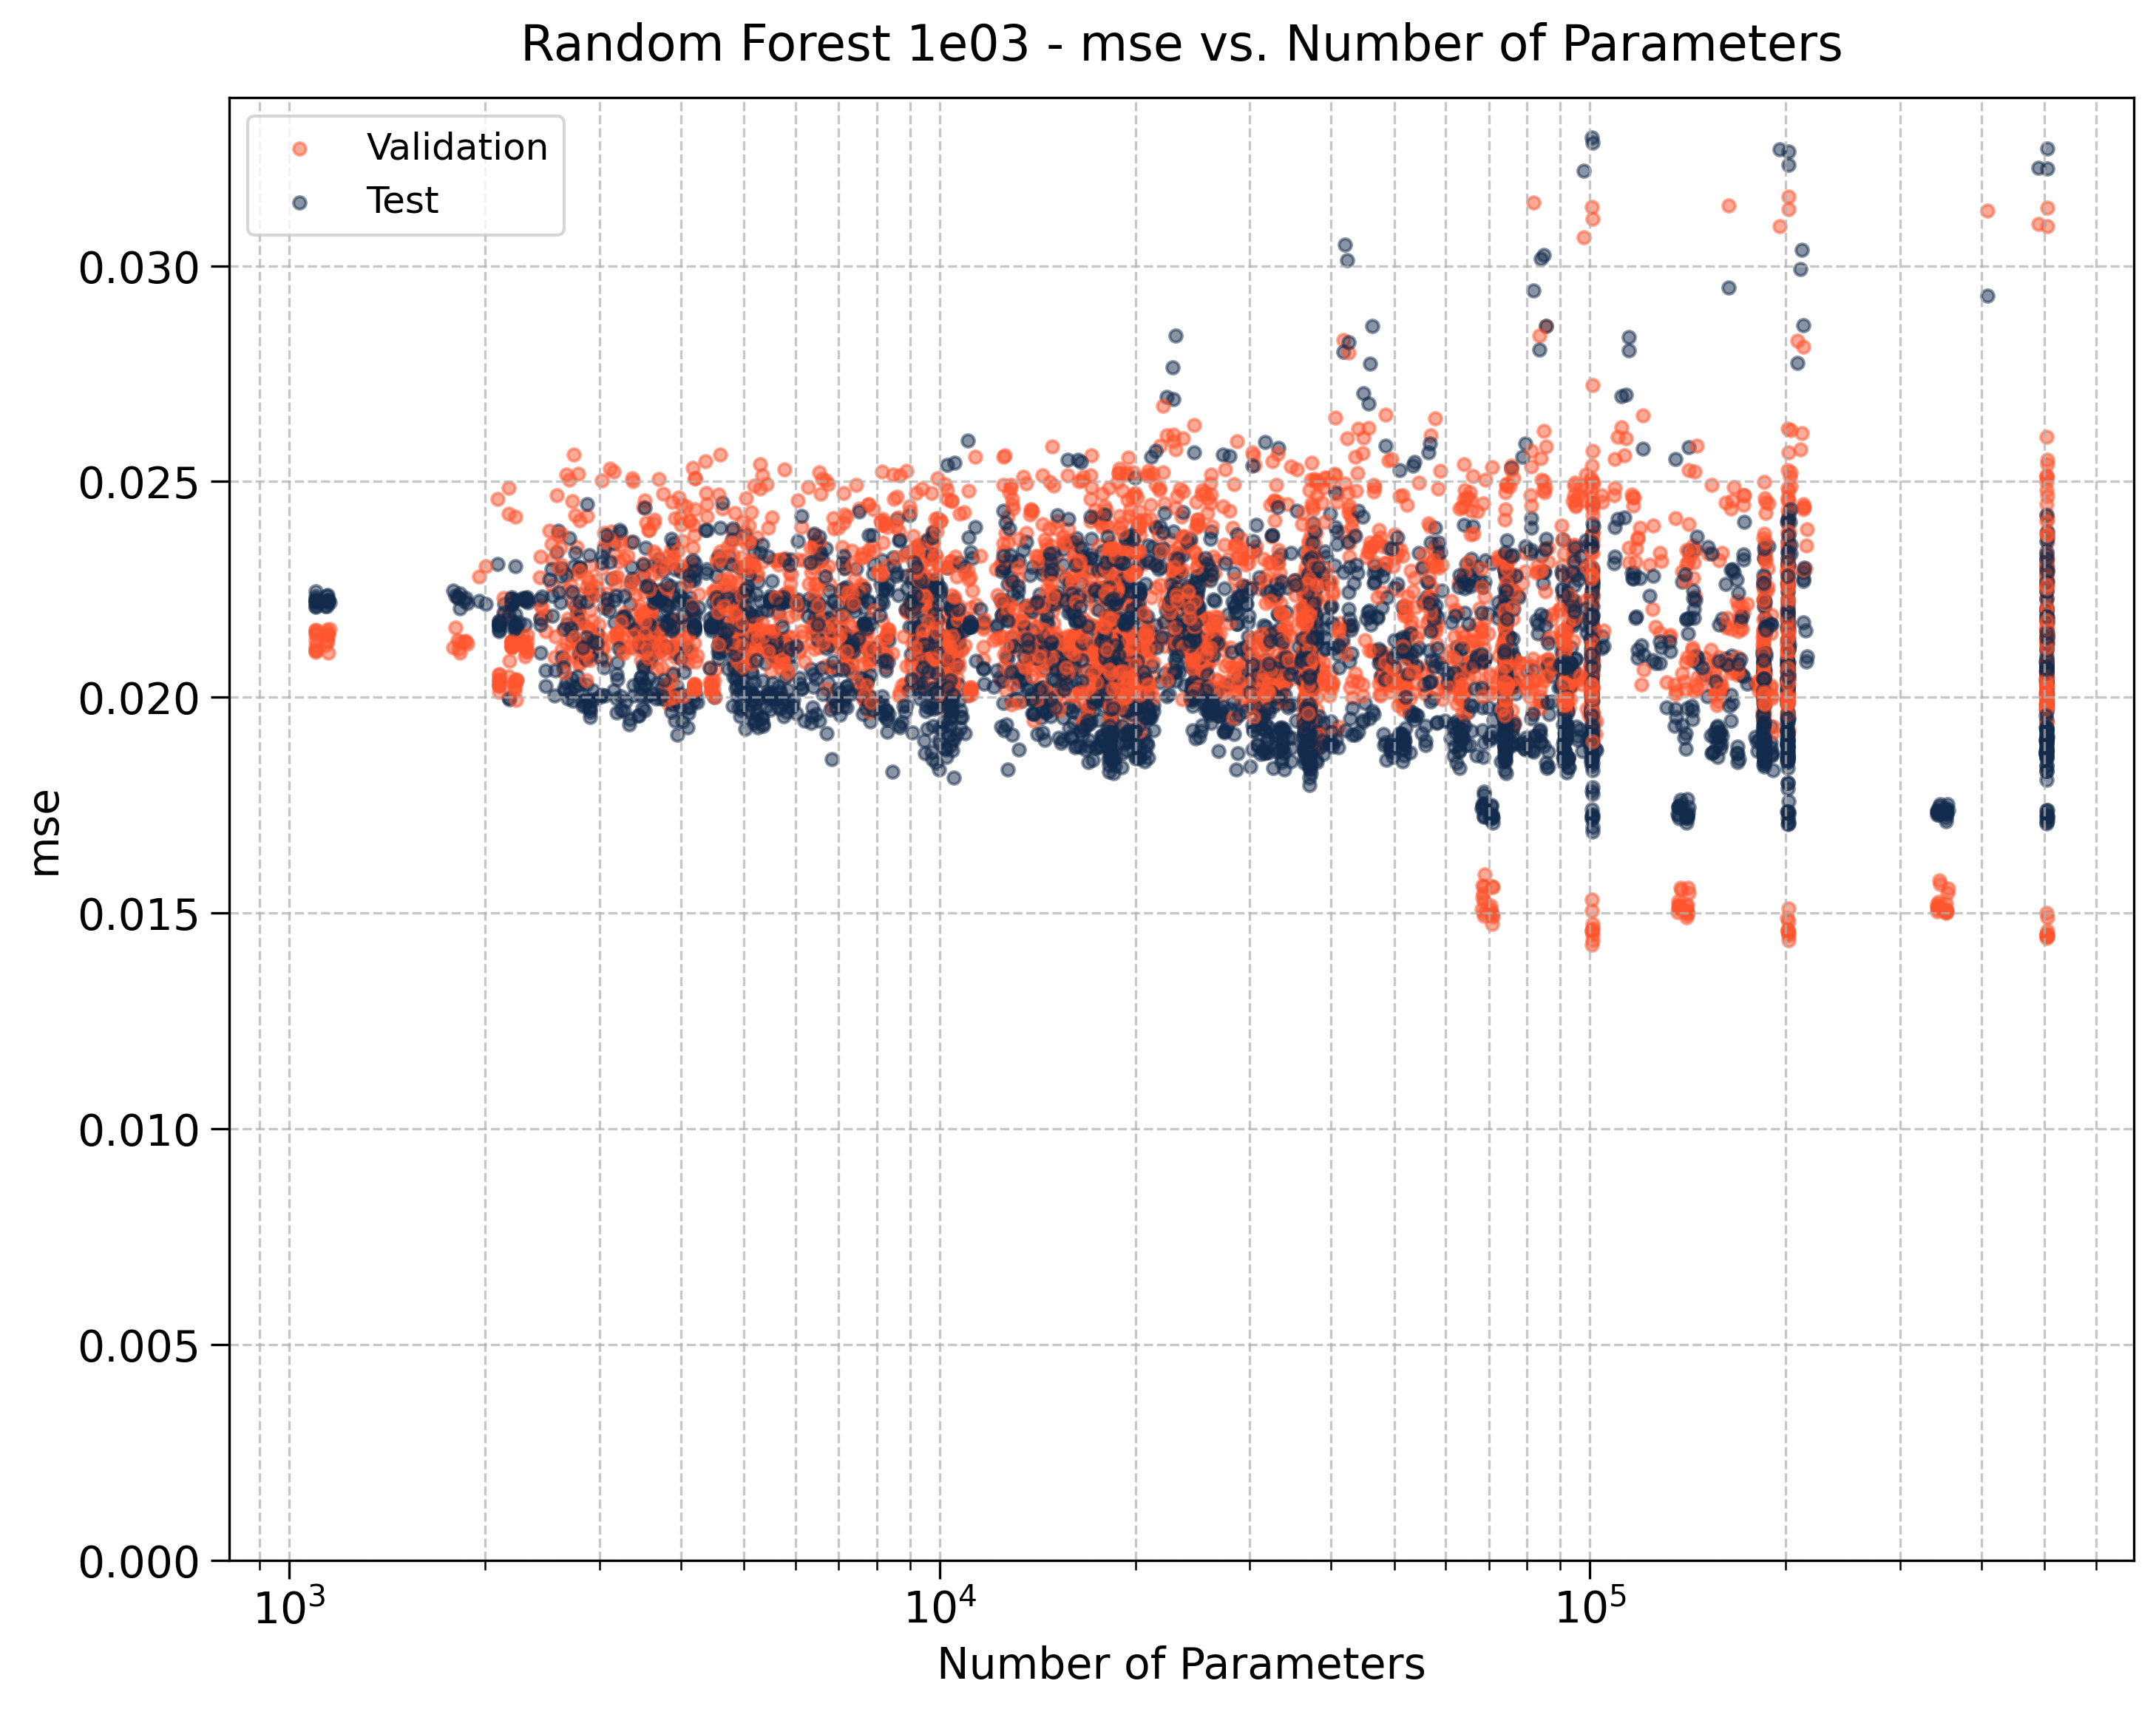 Random Forest 1e03 - mse vs. Number of Parameters
Validation
Test
0.030
0.025
0.020
0.015
0.010
0.005
0.000
mse
10³
10⁴
10⁵
Number of Parameters